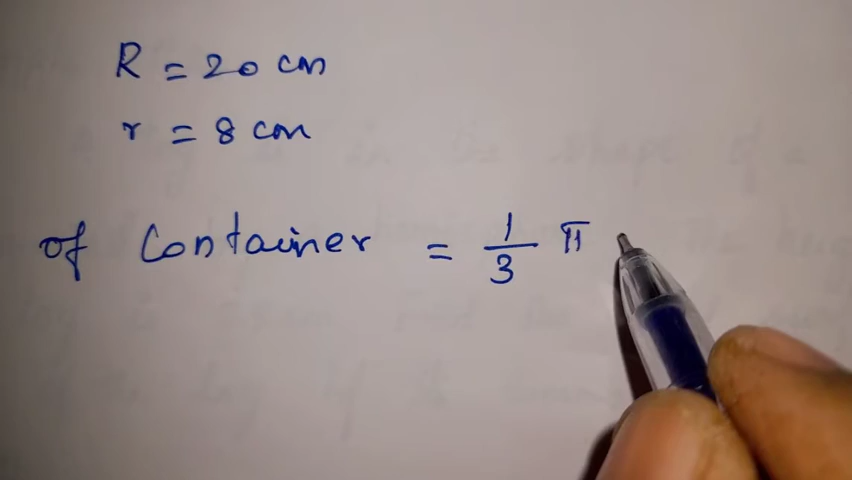 R = 20 cm
r = 8 cm
of Container = 1/3 π